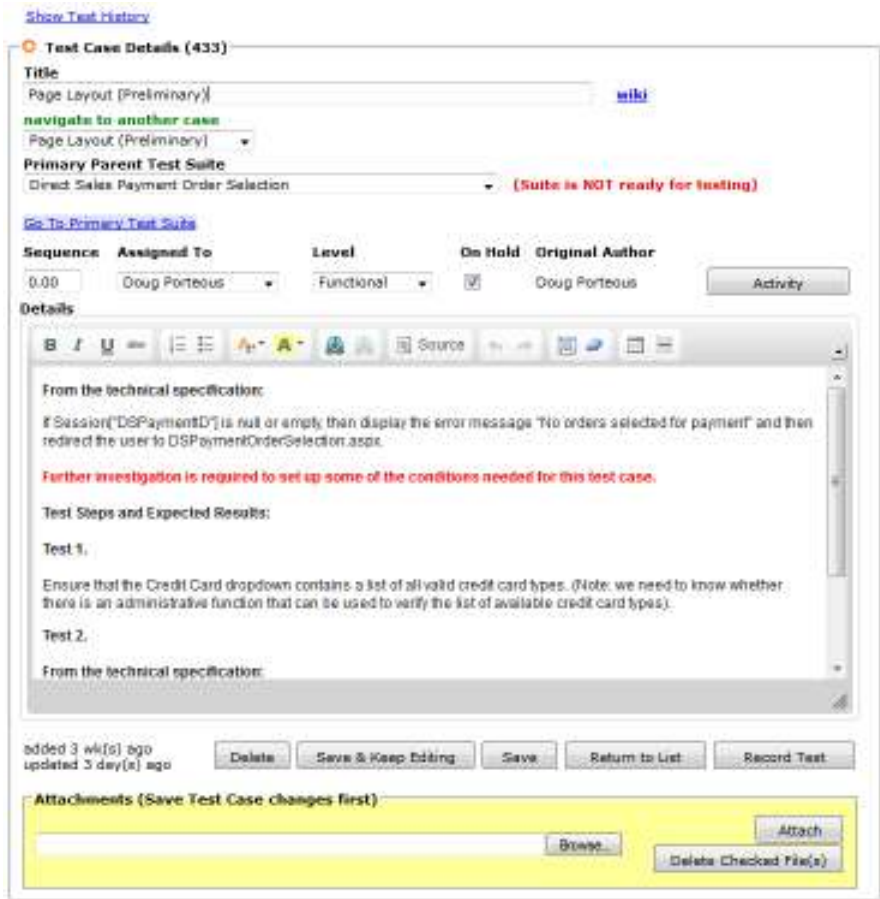 Show Test History
Test Case Details (433)
Title
Page Layout (Preliminary)
wiki
navigate to another case
Page Layout (Preliminary)
Primary Parent Test Suite
Direct Sales Payment Order Selection
(Suite is NOT ready for testing)
Go To Primary Test Suite
Sequence Assigned To Level On Hold Original Author
0.00 Doug Porteous Functional Doug Porteous Activity
Details
B I U abc Source
From the technical specification:
If Session["DSPaymentID"] is null or empty, then display the error message "No orders selected for payment" and then
redirect the user to DSPaymentOrderSelection.aspx.
Further investigation is required to set up some of the conditions needed for this test case.
Test Steps and Expected Results:
Test 1.
Ensure that the Credit Card dropdown contains a list of all valid credit card types. (Note: we need to know whether
there is an administrative function that can be used to verify the list of available credit card types).
Test 2.
From the technical specification:
added 3 wk(s) ago
updated 3 day(s) ago
Delete Save & Keep Editing Save Return to List Record Test
Attachments (Save Test Case changes first)
Browse...
Attach
Delete Checked File(s)